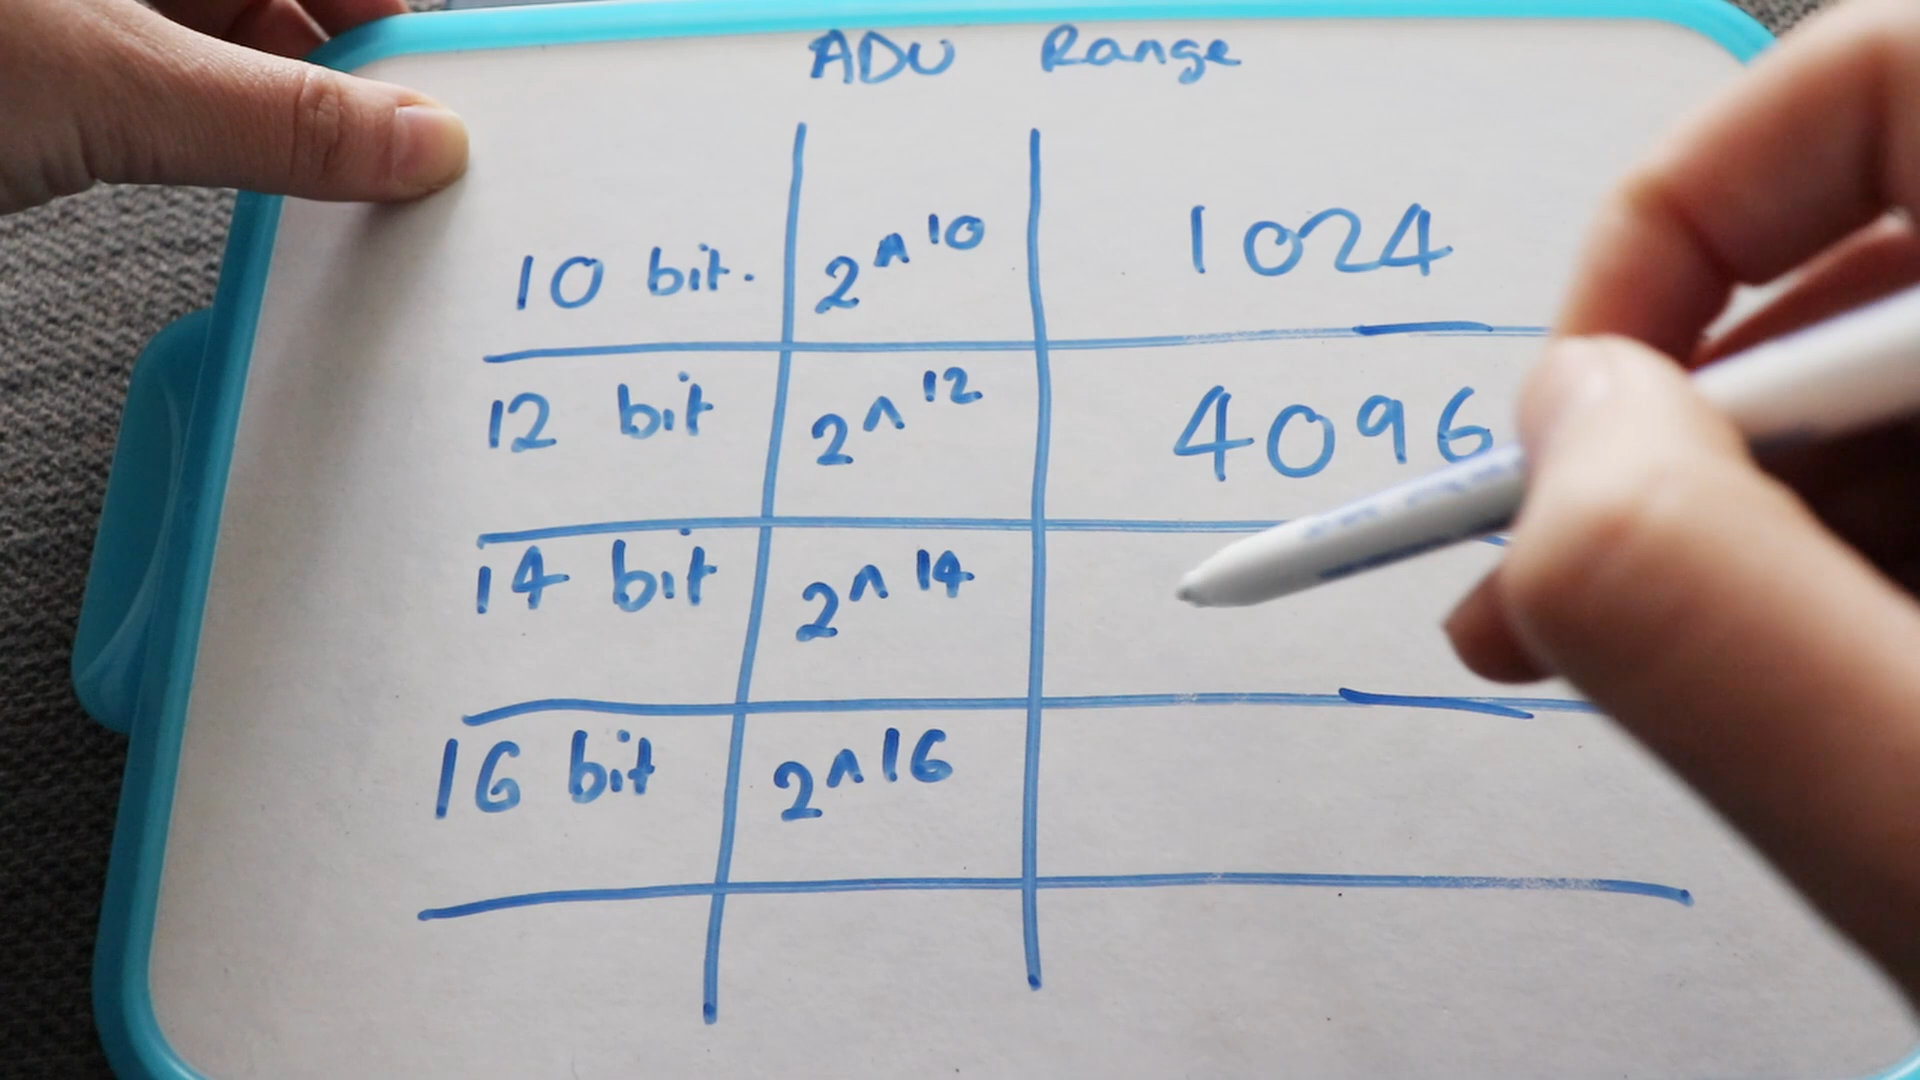 ADU Range
10 bit. 2^10 1024
12 bit 2^12 4096
14 bit 2^14
16 bit 2^16